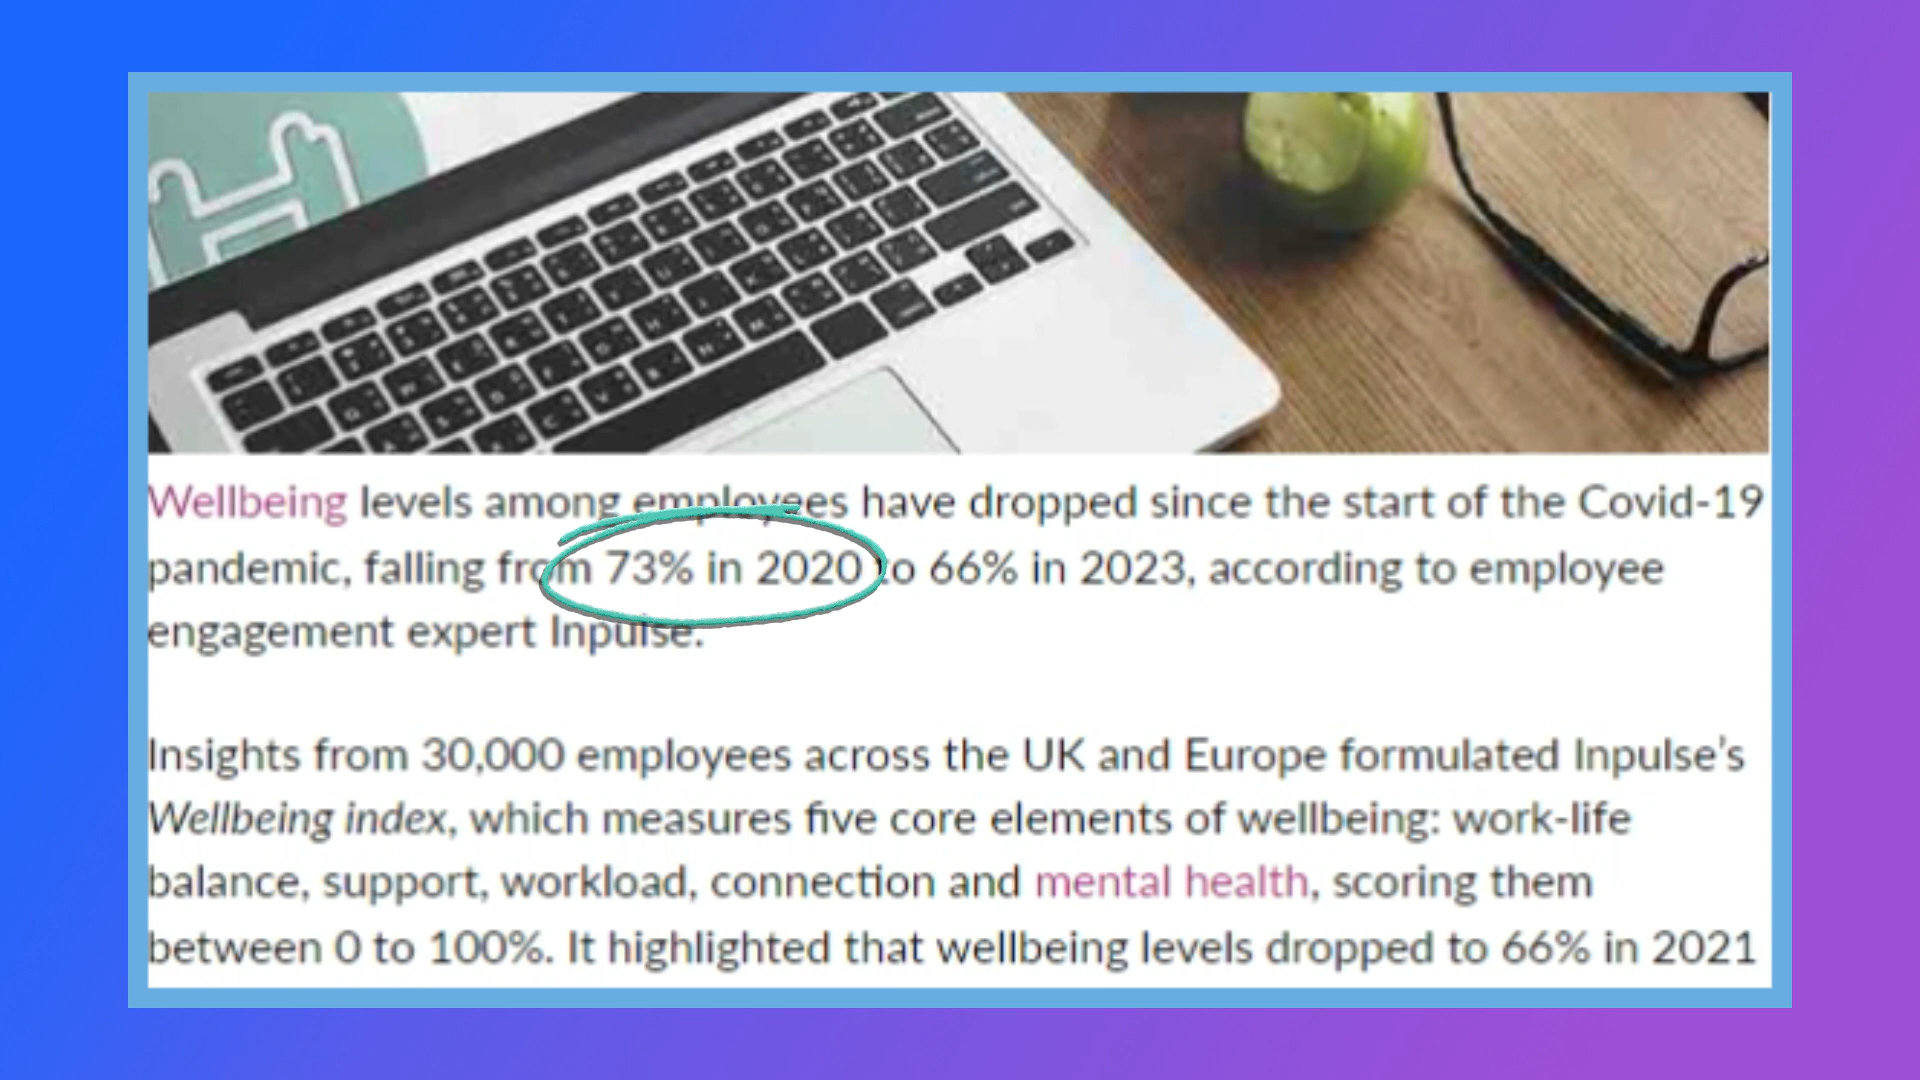 Wellbeing levels among employees have dropped since the start of the Covid-19
pandemic, falling from 73% in 2020 to 66% in 2023, according to employee
engagement expert Inpulse.
Insights from 30,000 employees across the UK and Europe formulated Inpulse’s
Wellbeing index, which measures five core elements of wellbeing: work-life
balance, support, workload, connection and mental health, scoring them
between 0 to 100%. It highlighted that wellbeing levels dropped to 66% in 2021